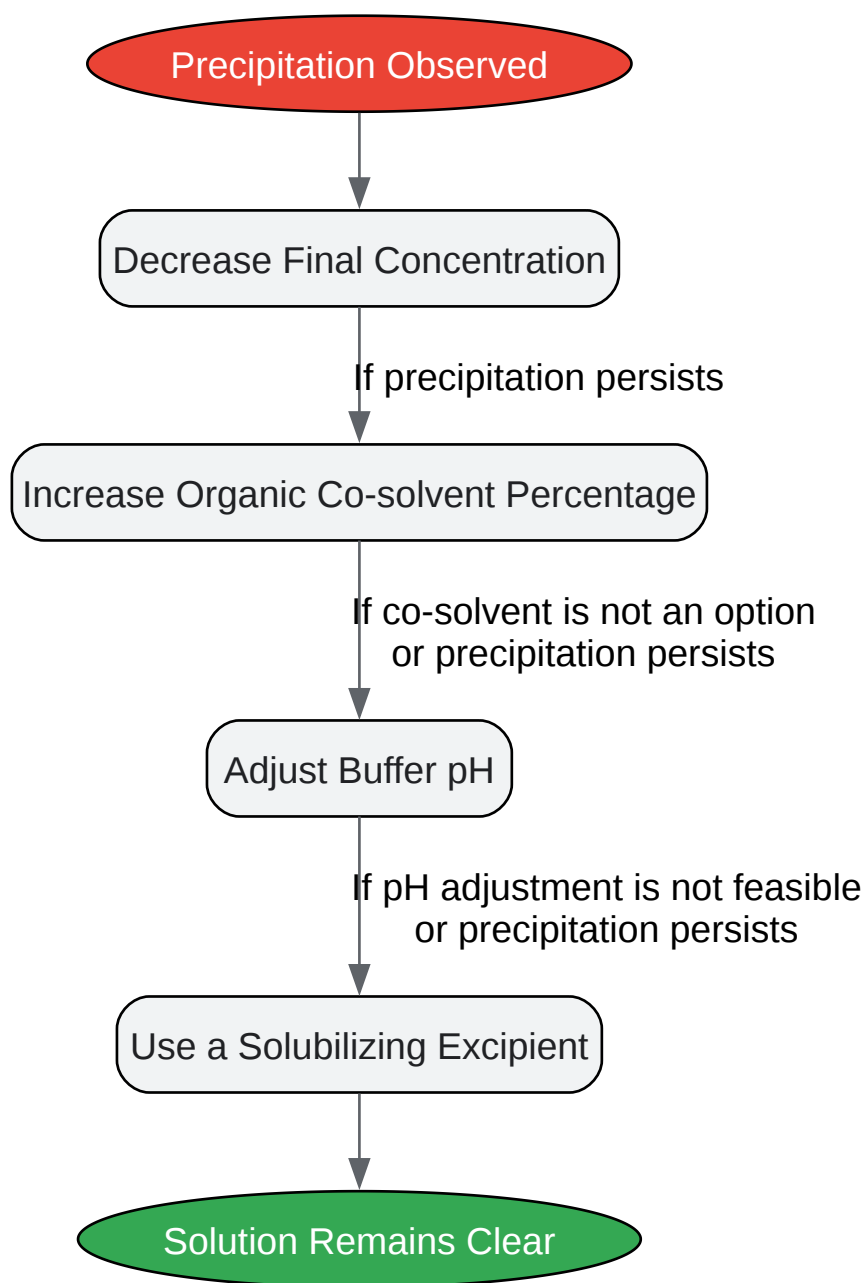 Precipitation Observed
Decrease Final Concentration
If precipitation persists
Increase Organic Co-solvent Percentage
If co-solvent is not an option
or precipitation persists
Adjust Buffer pH
If pH adjustment is not feasible
or precipitation persists
Use a Solubilizing Excipient
Solution Remains Clear